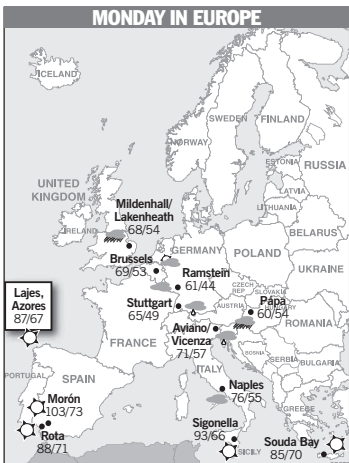 MONDAY IN EUROPE
ICELAND
SWEDEN
FINLAND
NORWAY
ESTONIA
RUSSIA
LATVIA
LITHUANIA
UNITED
KINGDOM
Mildenhall/
Lakenheath
68/54
IRELAND
BELARUS
Brussels
69/53
GERMANY
POLAND
Ramstein
61/44
UKRAINE
CZECH
REP
SLOVAKIA
Lajes,
Azores
87/67
Stuttgart
65/49
AUSTRIA
Pápa
60/54
HUNGARY
ROMANIA
Aviano/
Vicenza
71/57
FRANCE
BOSNIA
SERBIA
BULGARIA
ITALY
PORTUGAL
SPAIN
Naples
76/55
Morón
103/73
GREECE
Sigonella
93/66
Rota
88/71
SICILY
Souda Bay
85/70